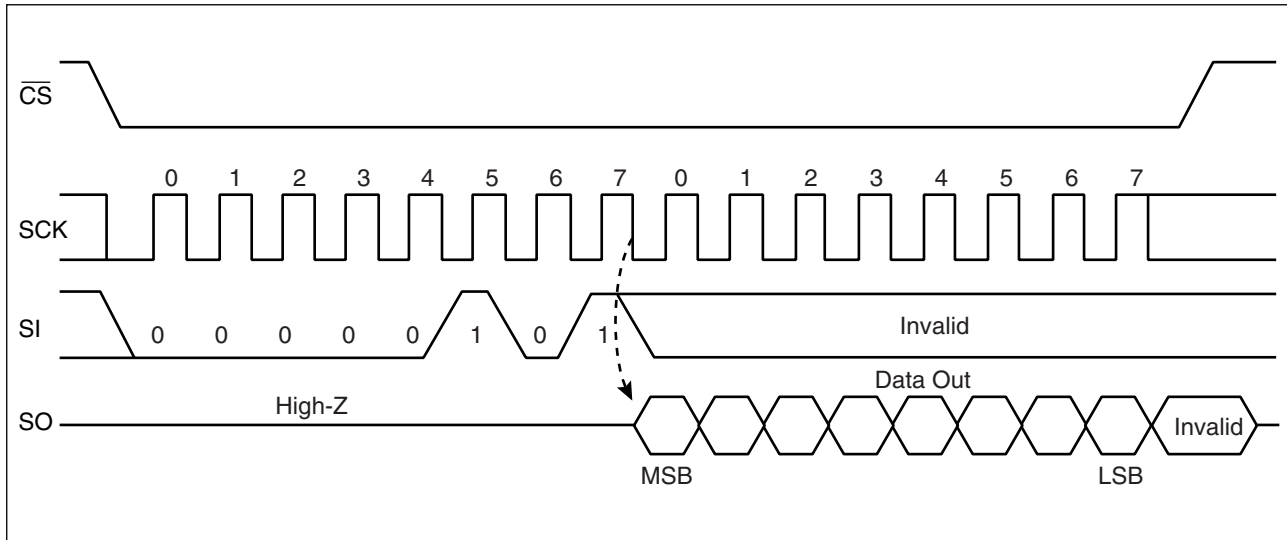 C̅S̅
0 1 2 3 4 5 6 7 0 1 2 3 4 5 6 7
SCK
SI 0 0 0 0 0 1 0 1 Invalid
Data Out
High-Z
SO Invalid
MSB LSB